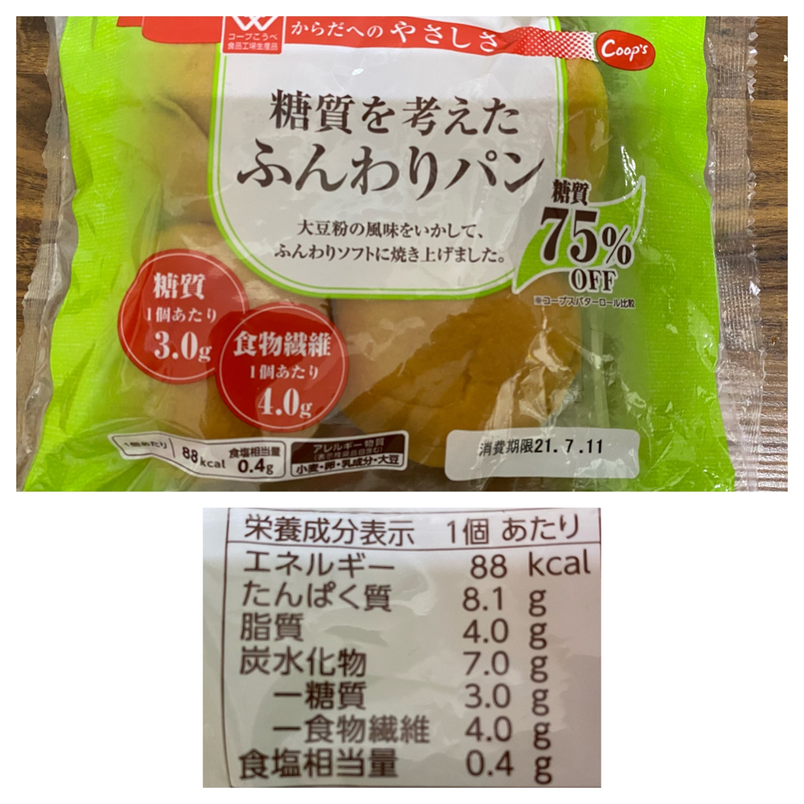 コープこうべ
食品工場生産品
からだへのやさしさ
Coop's
糖質を考えた
ふんわりパン
大豆粉の風味をいかして、
ふんわりソフトに焼き上げました。
糖質
75%
OFF
コープスバターロール比較
糖質
1個あたり
3.0g
食物繊維
1個あたり
4.0g
1個あたり
88kcal
食塩相当量
0.4g
アレルギー物質
小麦・卵・乳成分・大豆
消費期限21.7.11
栄養成分表示 1個 あたり
エネルギー 88 kcal
たんぱく質 8.1 g
脂質 4.0 g
炭水化物 7.0 g
ー糖質 3.0 g
ー食物繊維 4.0 g
食塩相当量 0.4 g